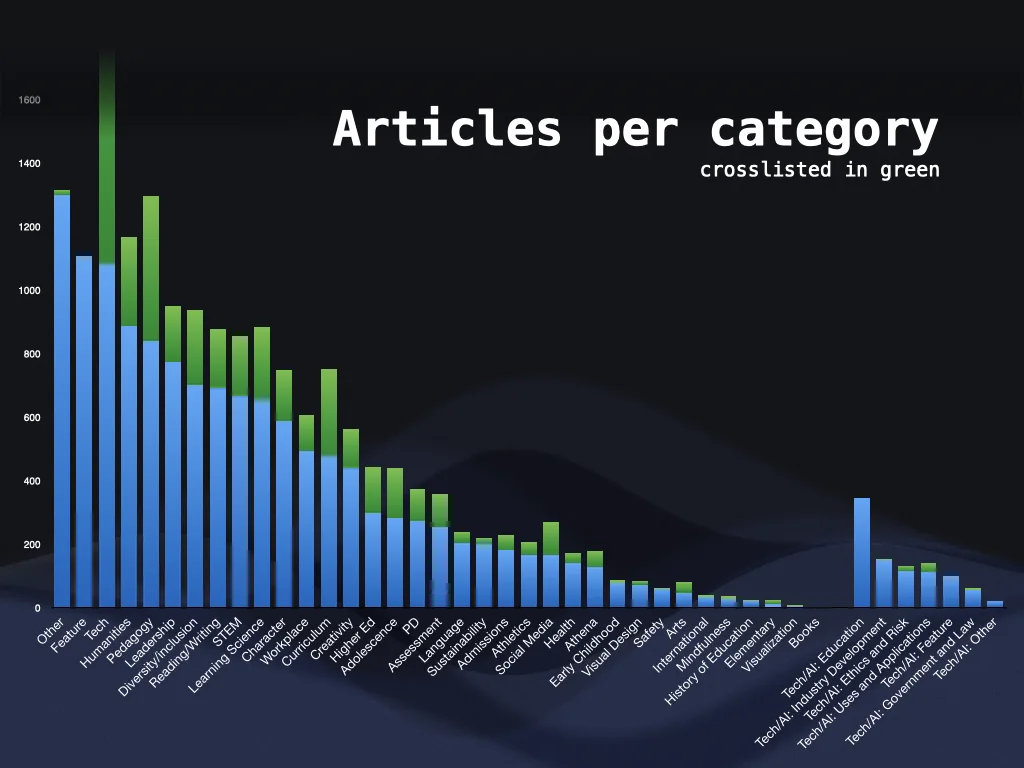 Articles per category
crosslisted in green
1600
1400
1200
1000
800
600
400
200
0
Other
Feature
Tech
Humanities
Pedagogy
Leadership
Diversity/Inclusion
Reading/Writing
STEM
Learning Science
Character
Workplace
Curriculum
Creativity
Higher Ed
Adolescence
PD
Assessment
Language
Sustainability
Admissions
Athletics
Social Media
Health
Athena
Early Childhood
Visual Design
Safety
Arts
International
Mindfulness
History of Education
Elementary
Visualization
Books
Tech/AI: Education
Tech/AI: Industry Development
Tech/AI: Ethics and Risk
Tech/AI: Uses and Applications
Tech/AI: Feature
Tech/AI: Government and Law
Tech/AI: Other